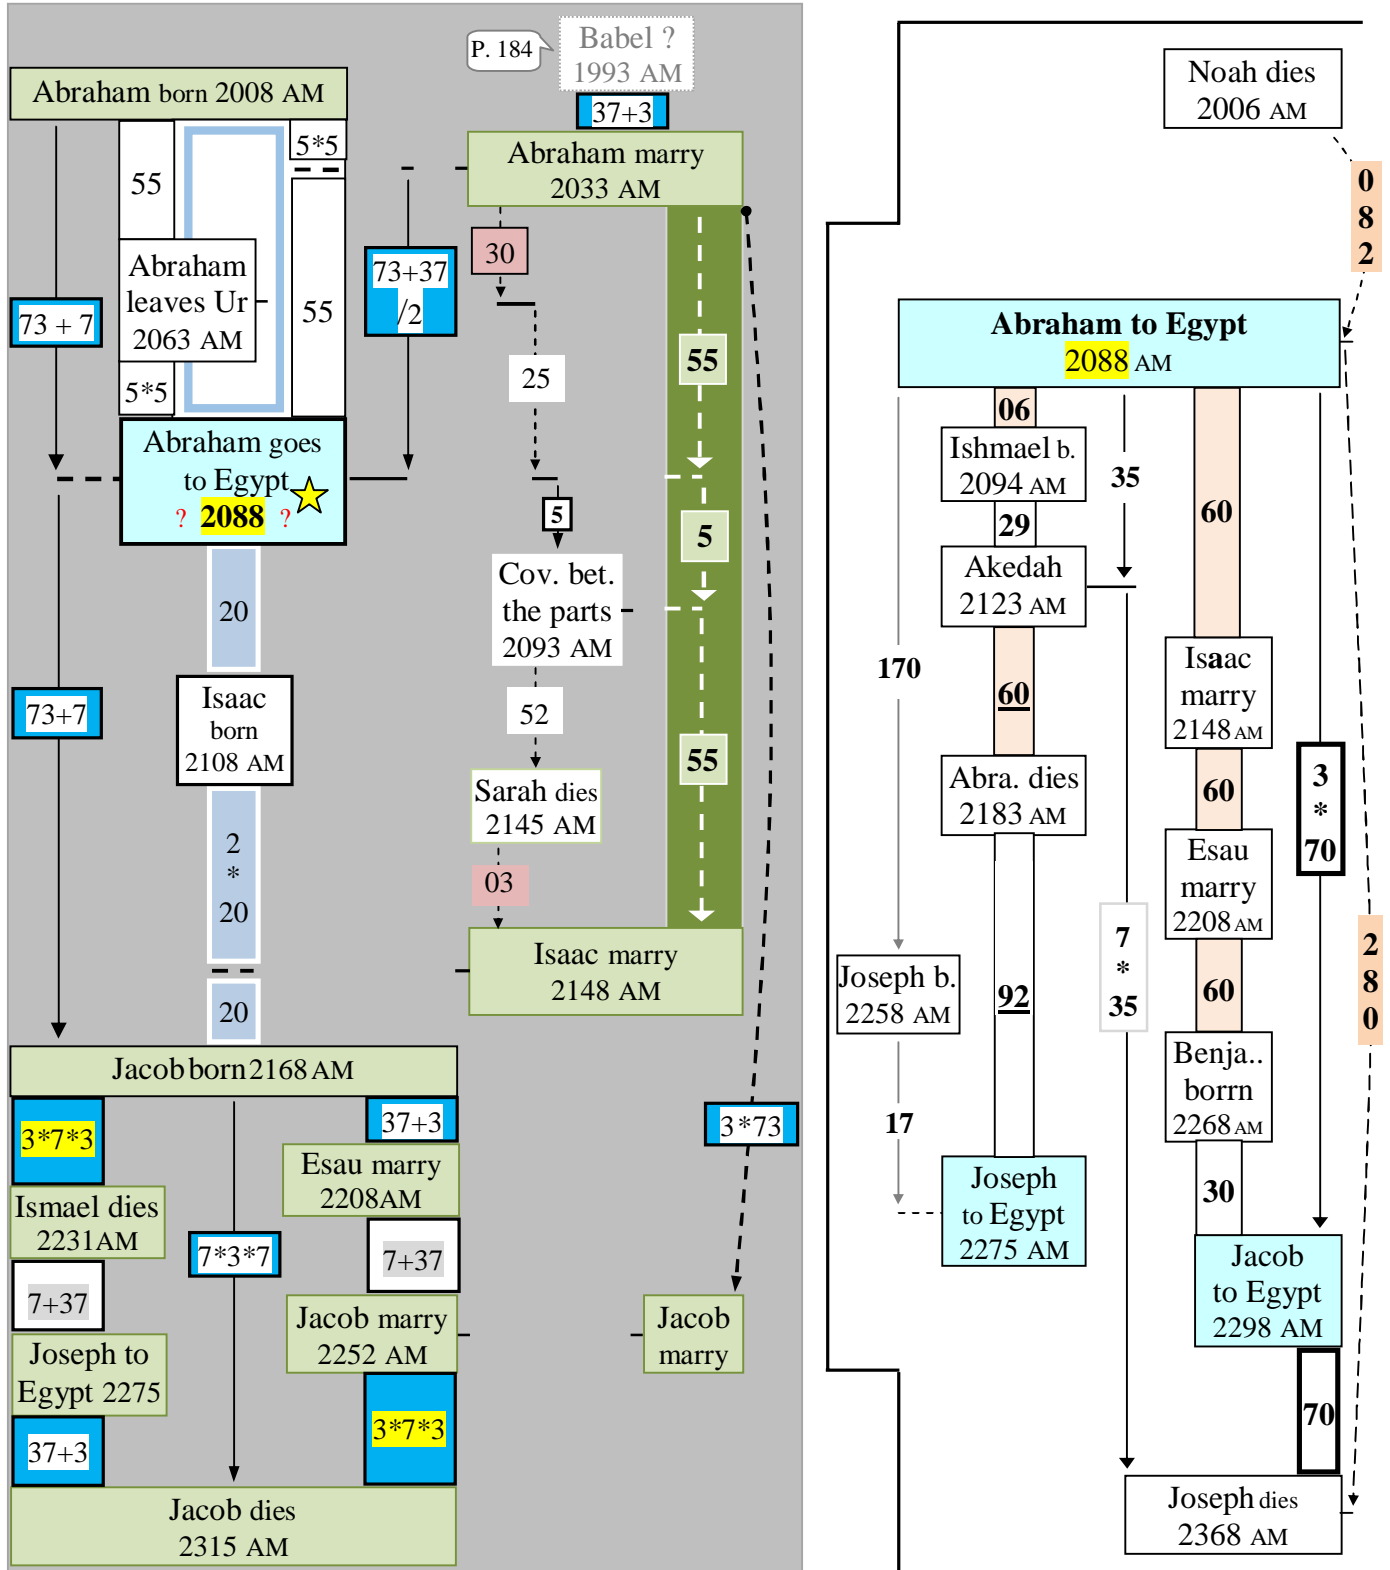 P. 184
Babel ?
1993 AM
37+3
Abraham born 2008 AM
Abraham marry
2033 AM
55
5*5
73 + 7
Abraham
leaves Ur
2063 AM
55
5*5
73+37
/2
30
25
55
Abraham goes
to Egypt
? 2088 ?
5
5
Cov. bet.
the parts
2093 AM
20
73+7
Isaac
born
2108 AM
52
55
Sarah dies
2145 AM
03
2
*
20
Isaac marry
2148 AM
20
Jacob born 2168 AM
3*7*3
37+3
3*73
Esau marry
2208AM
Ismael dies
2231AM
7*3*7
7+37
7+37
Jacob marry
2252 AM
Jacob
marry
Joseph to
Egypt 2275
37+3
3*7*3
Jacob dies
2315 AM
Noah dies
2006 AM
0
8
2
Abraham to Egypt
2088 AM
06
Ishmael b.
2094 AM
35
60
29
Akedah
2123 AM
170
60
Isaac
marry
2148 AM
3
*
70
60
Abra. dies
2183 AM
Esau
marry
2208 AM
7
*
35
2
8
0
Joseph b.
2258 AM
92
60
Benja..
borrn
2268 AM
17
30
Joseph
to Egypt
2275 AM
Jacob
to Egypt
2298 AM
70
Joseph dies
2368 AM